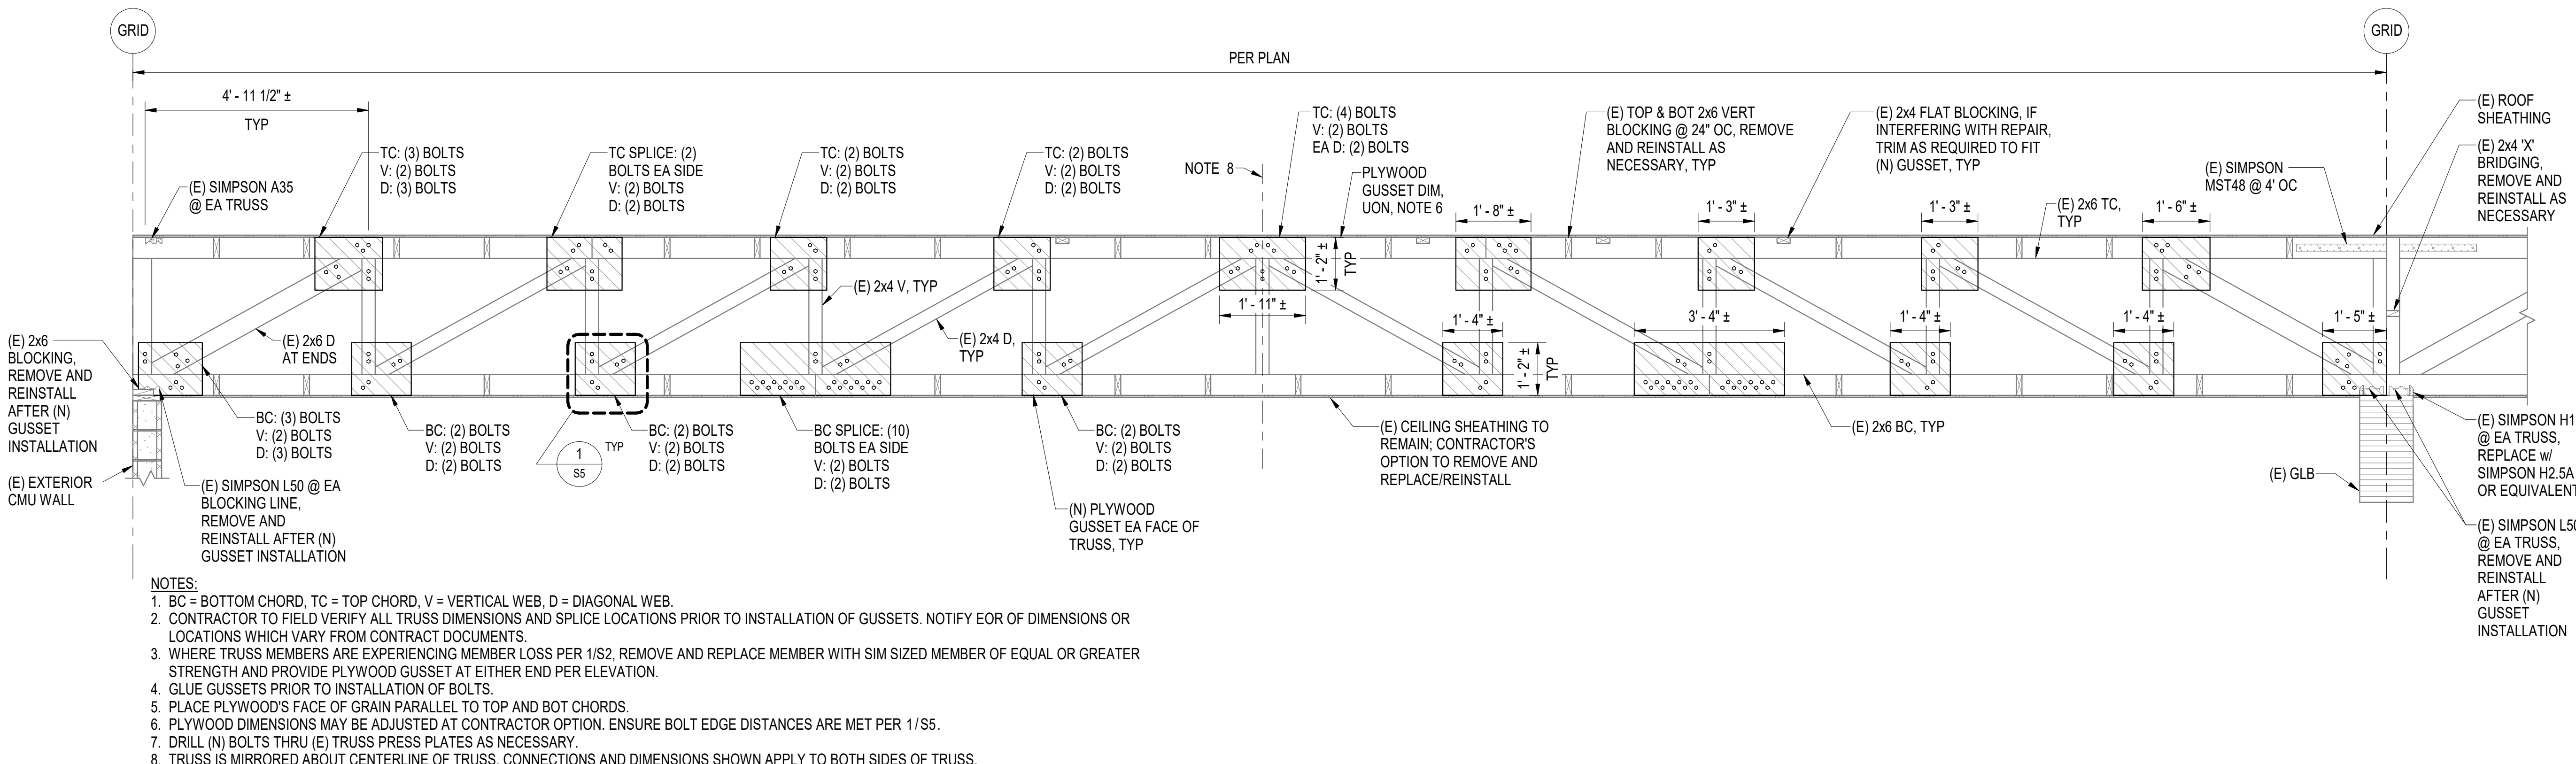 GRID
GRID
PER PLAN
4' - 11 1/2" ±
TYP
TC: (3) BOLTS
V: (2) BOLTS
D: (3) BOLTS
(E) SIMPSON A35
@ EA TRUSS
TC SPLICE: (2)
BOLTS EA SIDE
V: (2) BOLTS
D: (2) BOLTS
TC: (2) BOLTS
V: (2) BOLTS
D: (2) BOLTS
TC: (2) BOLTS
V: (2) BOLTS
D: (2) BOLTS
NOTE 8
TC: (4) BOLTS
V: (2) BOLTS
EA D: (2) BOLTS
PLYWOOD
GUSSET DIM,
UON, NOTE 6
(E) TOP & BOT 2x6 VERT
BLOCKING @ 24" OC, REMOVE
AND REINSTALL AS
NECESSARY, TYP
(E) 2x4 FLAT BLOCKING, IF
INTERFERING WITH REPAIR,
TRIM AS REQUIRED TO FIT
(N) GUSSET, TYP
(E) SIMPSON
MST48 @ 4' OC
(E) ROOF
SHEATHING
(E) 2x4 'X'
BRIDGING,
REMOVE AND
REINSTALL AS
NECESSARY
1' - 8" ±
1' - 3" ±
1' - 3" ±
(E) 2x6 TC,
TYP
1' - 6" ±
1' - 2" ±
TYP
1' - 11" ±
(E) 2x4 V, TYP
(E) 2x4 D,
TYP
(E) 2x6 D
AT ENDS
1' - 4" ±
3' - 4" ±
1' - 4" ±
1' - 4" ±
1' - 5" ±
1' - 2" ±
TYP
(E) 2x6
BLOCKING,
REMOVE AND
REINSTALL
AFTER (N)
GUSSET
INSTALLATION
(E) EXTERIOR
CMU WALL
BC: (3) BOLTS
V: (2) BOLTS
D: (3) BOLTS
(E) SIMPSON L50 @ EA
BLOCKING LINE,
REMOVE AND
REINSTALL AFTER (N)
GUSSET INSTALLATION
BC: (2) BOLTS
V: (2) BOLTS
D: (2) BOLTS
1
S5
TYP
BC: (2) BOLTS
V: (2) BOLTS
D: (2) BOLTS
BC SPLICE: (10)
BOLTS EA SIDE
V: (2) BOLTS
D: (2) BOLTS
BC: (2) BOLTS
V: (2) BOLTS
D: (2) BOLTS
(N) PLYWOOD
GUSSET EA FACE OF
TRUSS, TYP
(E) CEILING SHEATHING TO
REMAIN; CONTRACTOR'S
OPTION TO REMOVE AND
REPLACE/REINSTALL
(E) 2x6 BC, TYP
(E) GLB
(E) SIMPSON H1
@ EA TRUSS,
REPLACE w/
SIMPSON H2.5A
OR EQUIVALENT
(E) SIMPSON L50
@ EA TRUSS,
REMOVE AND
REINSTALL
AFTER (N)
GUSSET
INSTALLATION
NOTES:
1. BC = BOTTOM CHORD, TC = TOP CHORD, V = VERTICAL WEB, D = DIAGONAL WEB.
2. CONTRACTOR TO FIELD VERIFY ALL TRUSS DIMENSIONS AND SPLICE LOCATIONS PRIOR TO INSTALLATION OF GUSSETS. NOTIFY EOR OF DIMENSIONS OR
LOCATIONS WHICH VARY FROM CONTRACT DOCUMENTS.
3. WHERE TRUSS MEMBERS ARE EXPERIENCING MEMBER LOSS PER 1/S2, REMOVE AND REPLACE MEMBER WITH SIM SIZED MEMBER OF EQUAL OR GREATER
STRENGTH AND PROVIDE PLYWOOD GUSSET AT EITHER END PER ELEVATION.
4. GLUE GUSSETS PRIOR TO INSTALLATION OF BOLTS.
5. PLACE PLYWOOD'S FACE OF GRAIN PARALLEL TO TOP AND BOT CHORDS.
6. PLYWOOD DIMENSIONS MAY BE ADJUSTED AT CONTRACTOR OPTION. ENSURE BOLT EDGE DISTANCES ARE MET PER 1/S5.
7. DRILL (N) BOLTS THRU (E) TRUSS PRESS PLATES AS NECESSARY.
8. TRUSS IS MIRRORED ABOUT CENTERLINE OF TRUSS. CONNECTIONS AND DIMENSIONS SHOWN APPLY TO BOTH SIDES OF TRUSS.